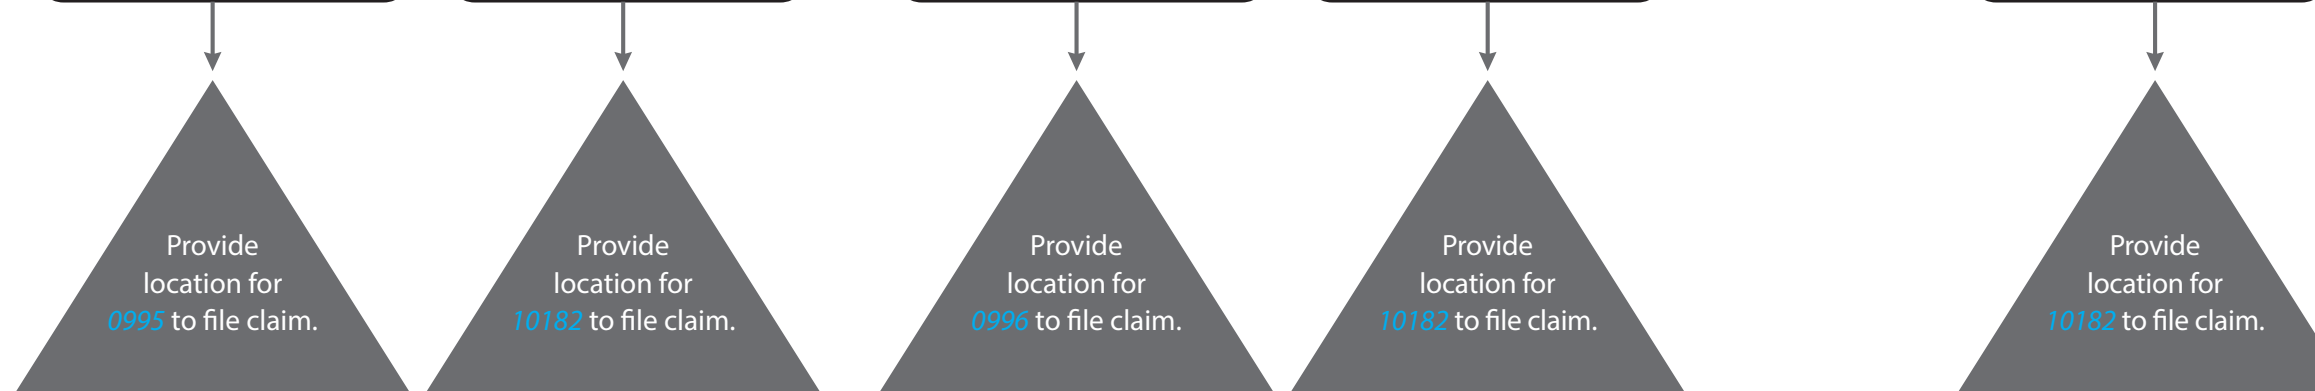 Provide
location for
0995 to file claim.
Provide
location for
10182 to file claim.
Provide
location for
0996 to file claim.
Provide
location for
10182 to file claim.
Provide
location for
10182 to file claim.